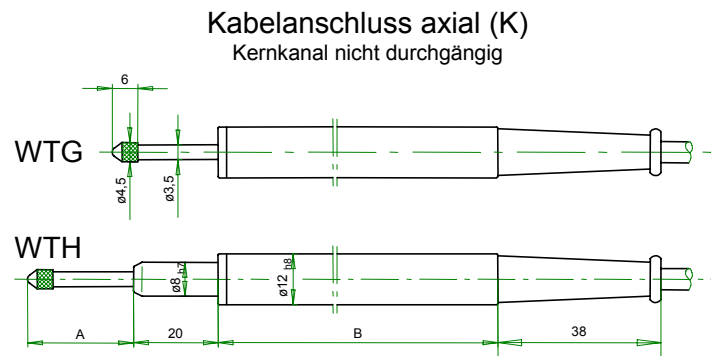 Kabelanschluss axial (K)
Kernkanal nicht durchgängig
6
WTG
ø4,5
ø3,5
WTH
ø8 h7
ø12 h8
A
20
B
38